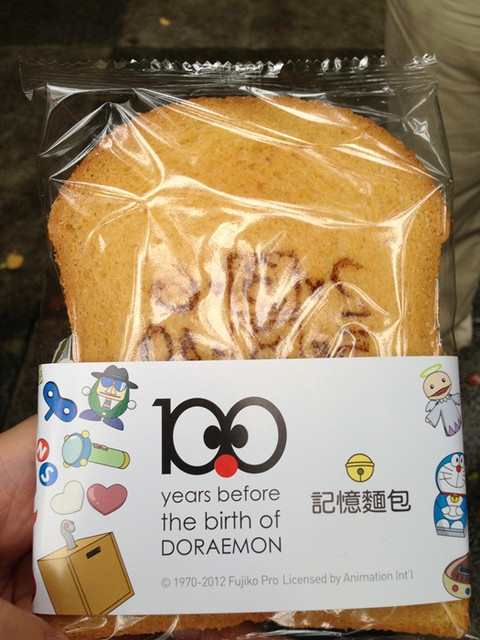 100
years before
the birth of
DORAEMON
記憶麵包
© 1970-2012 Fujiko Pro Licensed by Animation Int'l
N
S